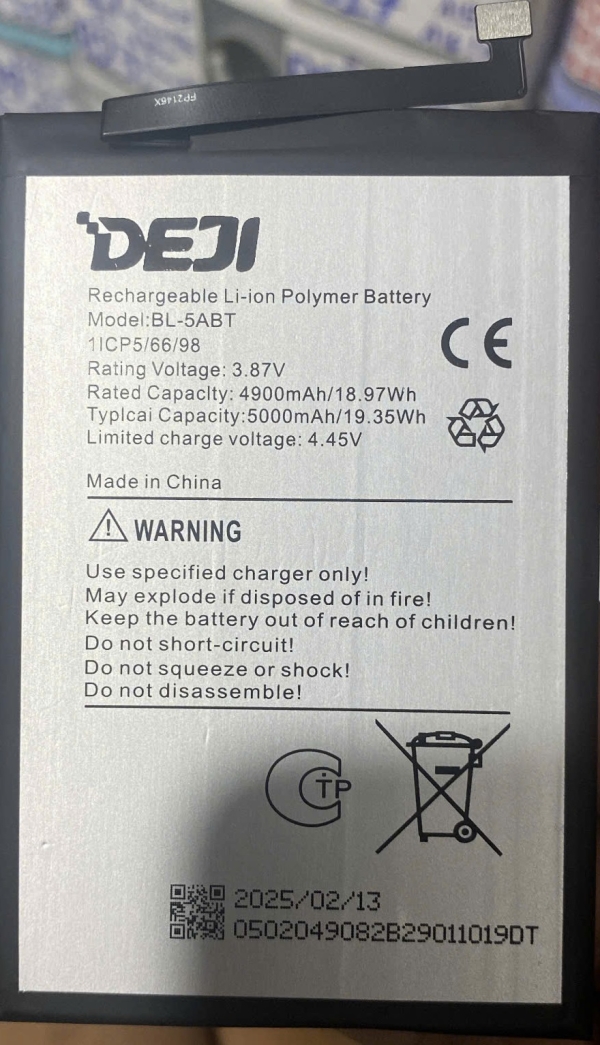 FP2146X
DEJI
Rechargeable Li-ion Polymer Battery
Model:BL-5ABT
1ICP5/66/98
Rating Voltage: 3.87V
Rated Capaclty: 4900mAh/18.97Wh
Typlcai Capacity:5000mAh/19.35Wh
Limited charge voltage: 4.45V
CE
Made in China
WARNING
Use specified charger only!
May explode if disposed of in fire!
Keep the battery out of reach of children!
Do not short-circuit!
Do not squeeze or shock!
Do not disassemble!
CTP
2025/02/13
0502049082B29011019DT